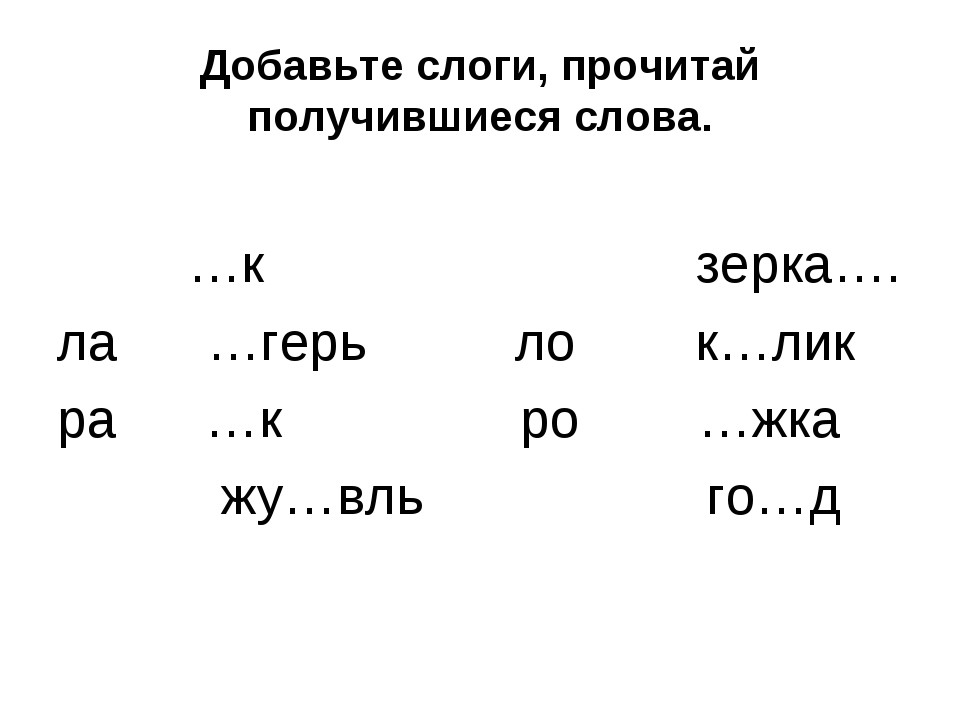 Добавьте слоги, прочитай
получившиеся слова.
…к зерка….
ла …герь ло к…лик
ра …к ро …жка
жу…вль го…д